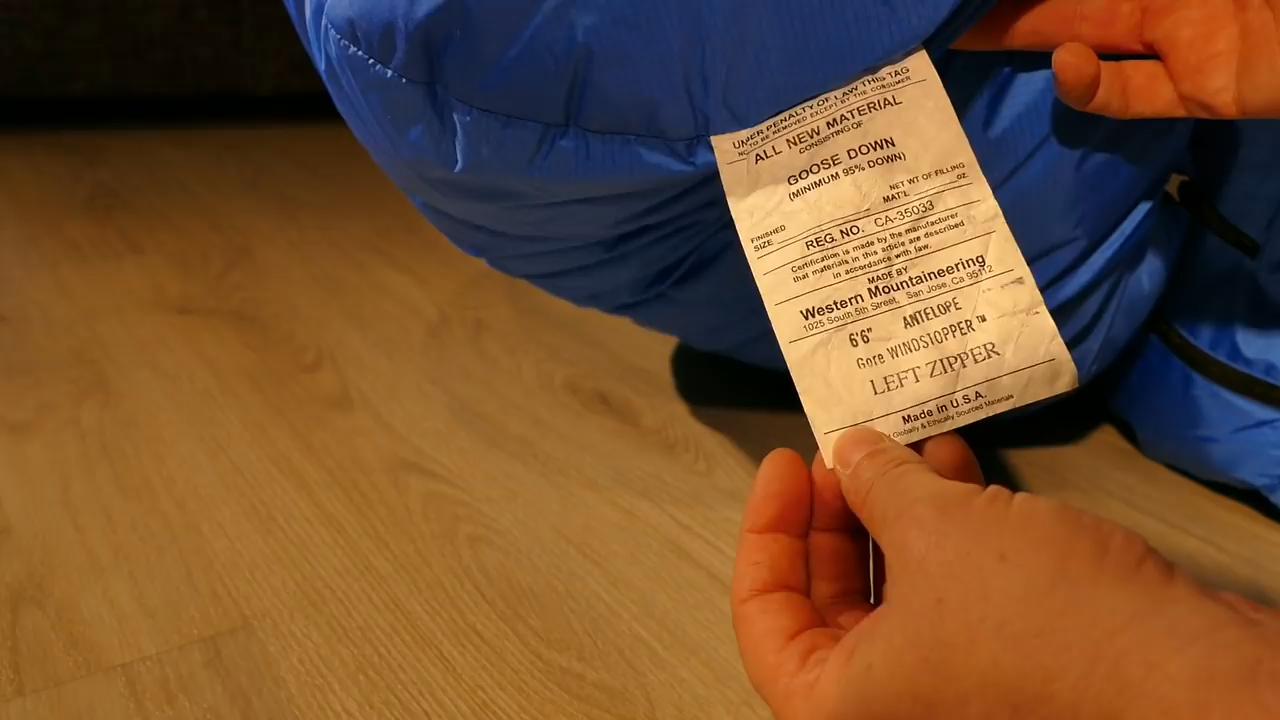 UNDER PENALTY OF LAW THIS TAG
NOT TO BE REMOVED EXCEPT BY THE CONSUMER
ALL NEW MATERIAL
CONSISTING OF
GOOSE DOWN
(MINIMUM 95% DOWN)
NET WT OF FILLING
MAT'L oz.
FINISHED
SIZE
REG. NO. CA-35033
Certification is made by the manufacturer
that materials in this article are described
in accordance with law.
MADE BY
Western Mountaineering
1025 South 5th Street, San Jose, Ca 95112
6'6" ANTELOPE
Gore WINDSTOPPER™
LEFT ZIPPER
Made in U.S.A.
Globally & Ethically Sourced Materials